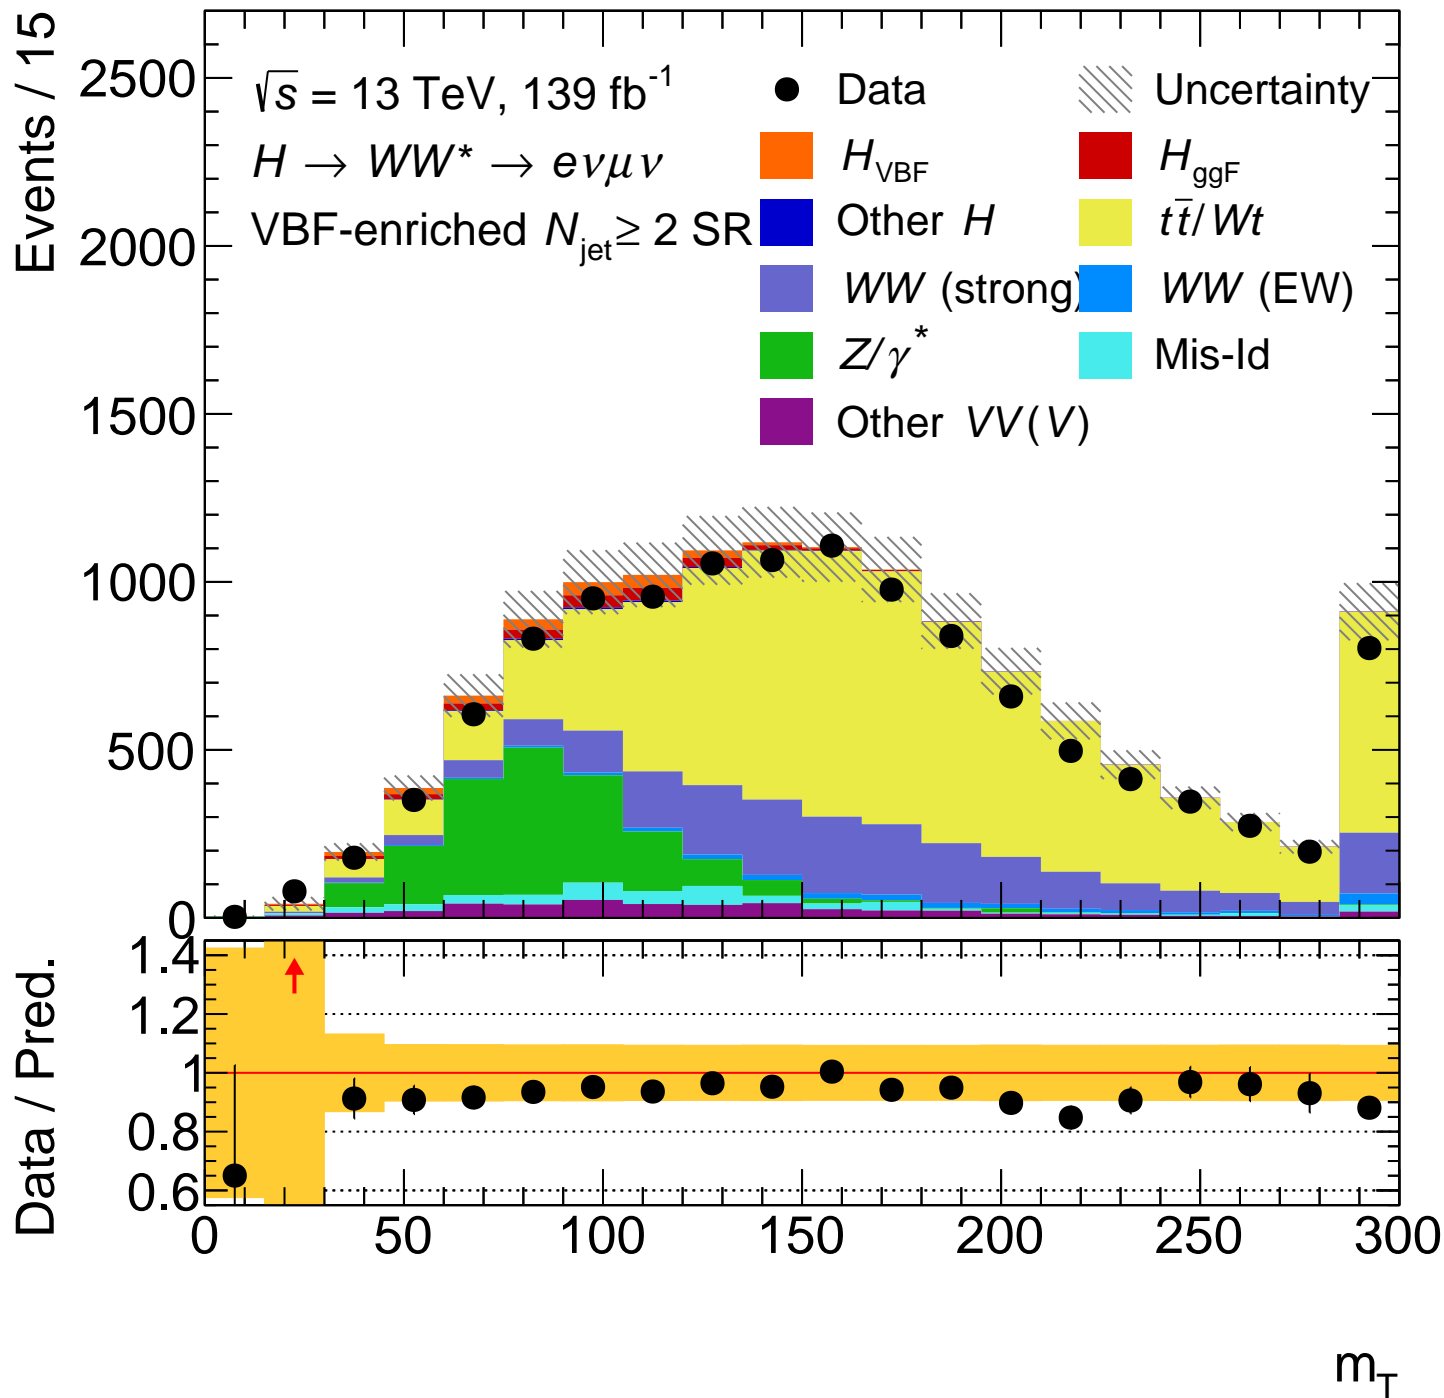 Events / 15
2500
2000
1500
1000
500
0
√s = 13 TeV, 139 fb⁻¹
H → WW* → eνμν
VBF-enriched N_jet ≥ 2 SR
Data
Uncertainty
H_VBF
H_ggF
Other H
tt̄/Wt
WW (strong)
WW (EW)
Z/γ*
Mis-Id
Other VV(V)
Data / Pred.
1.4
1.2
1
0.8
0.6
0 50 100 150 200 250 300
m_T